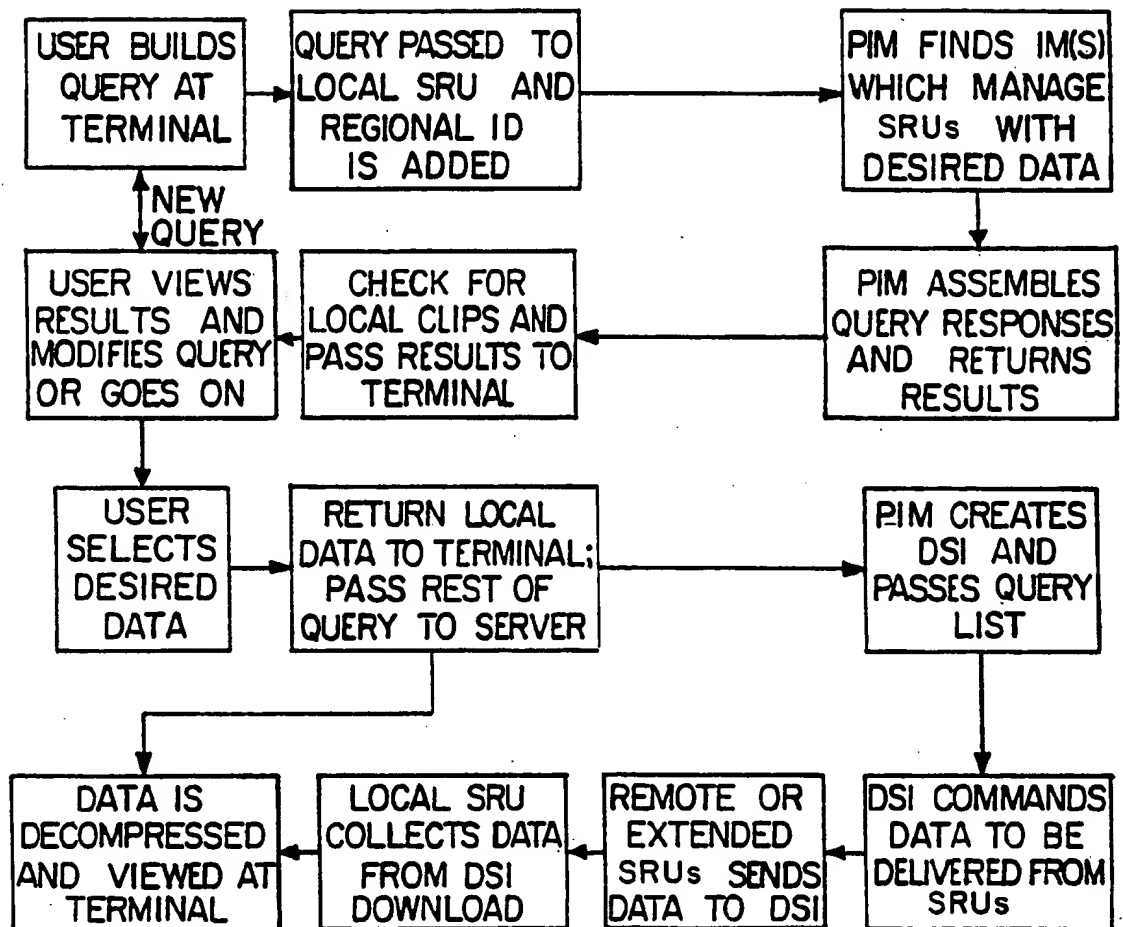 USER BUILDS
QUERY AT
TERMINAL
QUERY PASSED TO
LOCAL SRU AND
REGIONAL ID
IS ADDED
PIM FINDS IM(S)
WHICH MANAGE
SRUs WITH
DESIRED DATA
NEW
QUERY
USER VIEWS
RESULTS AND
MODIFIES QUERY
OR GOES ON
CHECK FOR
LOCAL CLIPS AND
PASS RESULTS TO
TERMINAL
PIM ASSEMBLES
QUERY RESPONSES
AND RETURNS
RESULTS
USER
SELECTS
DESIRED
DATA
RETURN LOCAL
DATA TO TERMINAL;
PASS REST OF
QUERY TO SERVER
PIM CREATES
DSI AND
PASSES QUERY
LIST
DATA IS
DECOMPRESSED
AND VIEWED AT
TERMINAL
LOCAL SRU
COLLECTS DATA
FROM DSI
DOWNLOAD
REMOTE OR
EXTENDED
SRUs SENDS
DATA TO DSI
DSI COMMANDS
DATA TO BE
DELIVERED FROM
SRUs